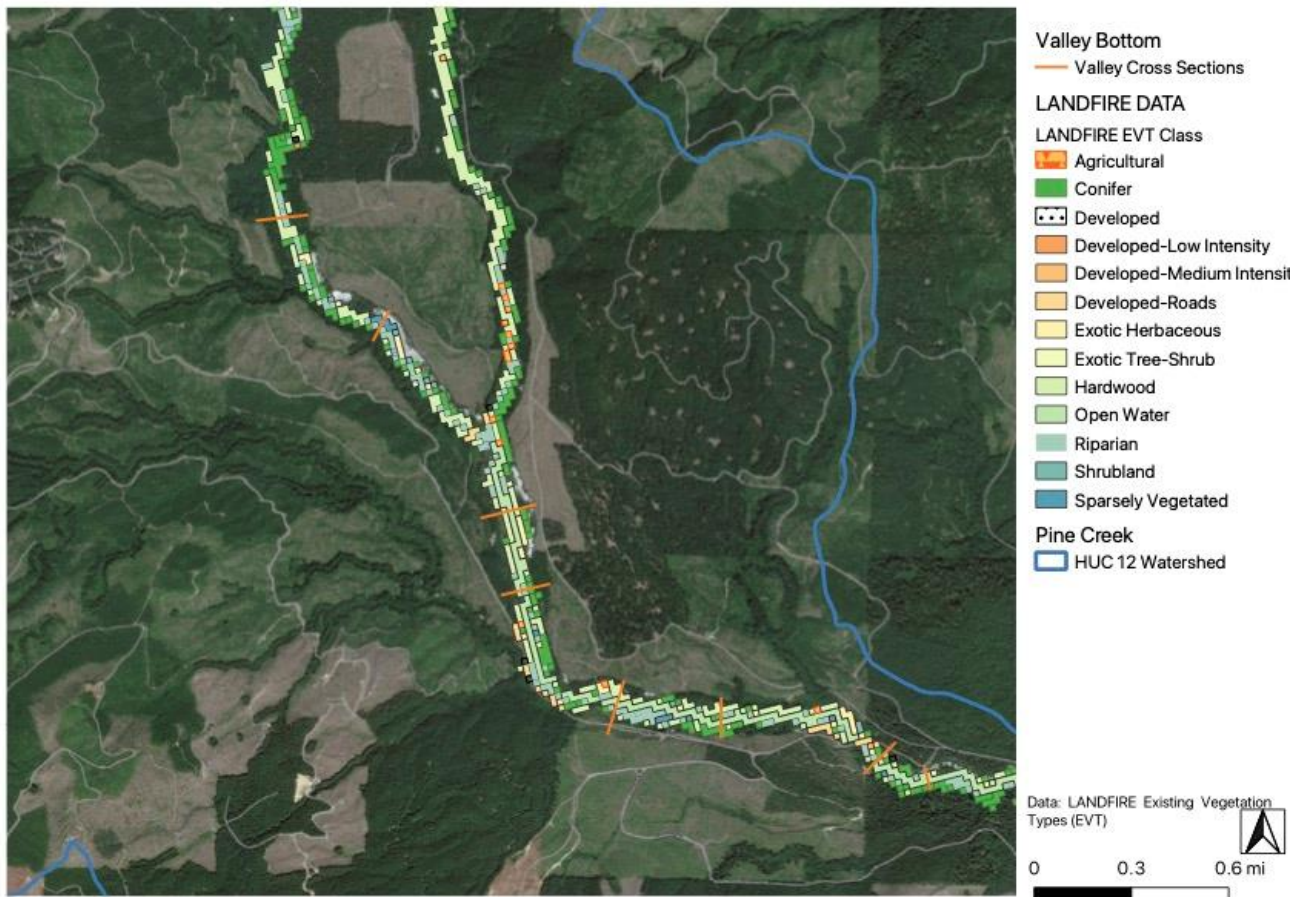 Valley Bottom
Valley Cross Sections
LANDFIRE DATA
LANDFIRE EVT Class
Agricultural
Conifer
Developed
Developed-Low Intensity
Developed-Medium Intensit
Developed-Roads
Exotic Herbaceous
Exotic Tree-Shrub
Hardwood
Open Water
Riparian
Shrubland
Sparsely Vegetated
Pine Creek
HUC 12 Watershed
Data: LANDFIRE Existing Vegetation
Types (EVT)
0 0.3 0.6 mi